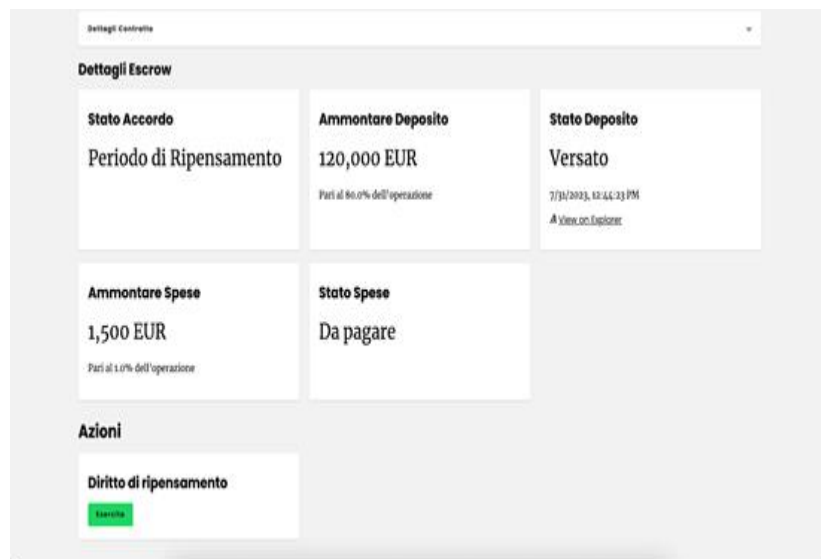 Dettagli Contratto
Dettagli Escrow
Stato Accordo
Periodo di Ripensamento
Ammontare Deposito
120,000 EUR
Pari al 80.0% dell'operazione
Stato Deposito
Versato
7/31/2023, 12:44:23 PM
View on Explorer
Ammontare Spese
1,500 EUR
Pari al 1.0% dell'operazione
Stato Spese
Da pagare
Azioni
Diritto di ripensamento
Esercita